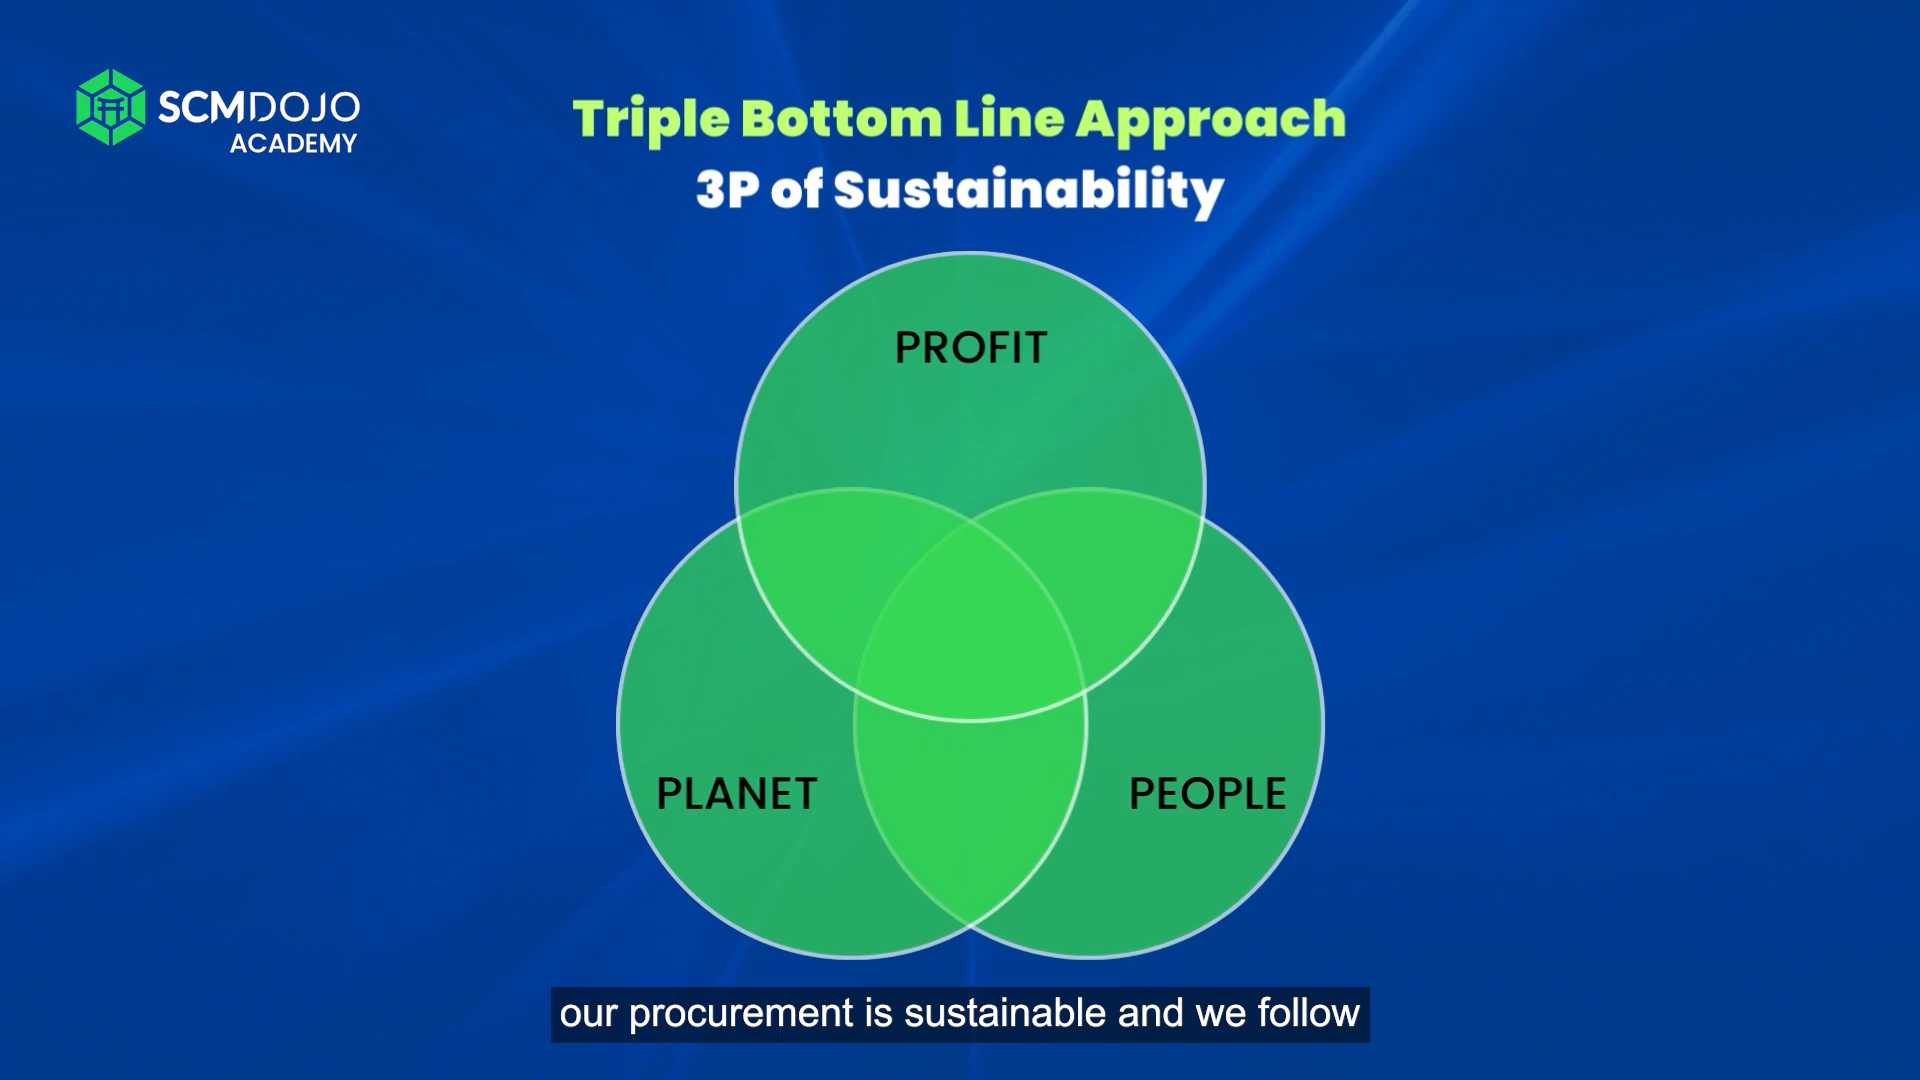 SCMDOJO
ACADEMY
Triple Bottom Line Approach
3P of Sustainability
PROFIT
PLANET
PEOPLE
our procurement is sustainable and we follow